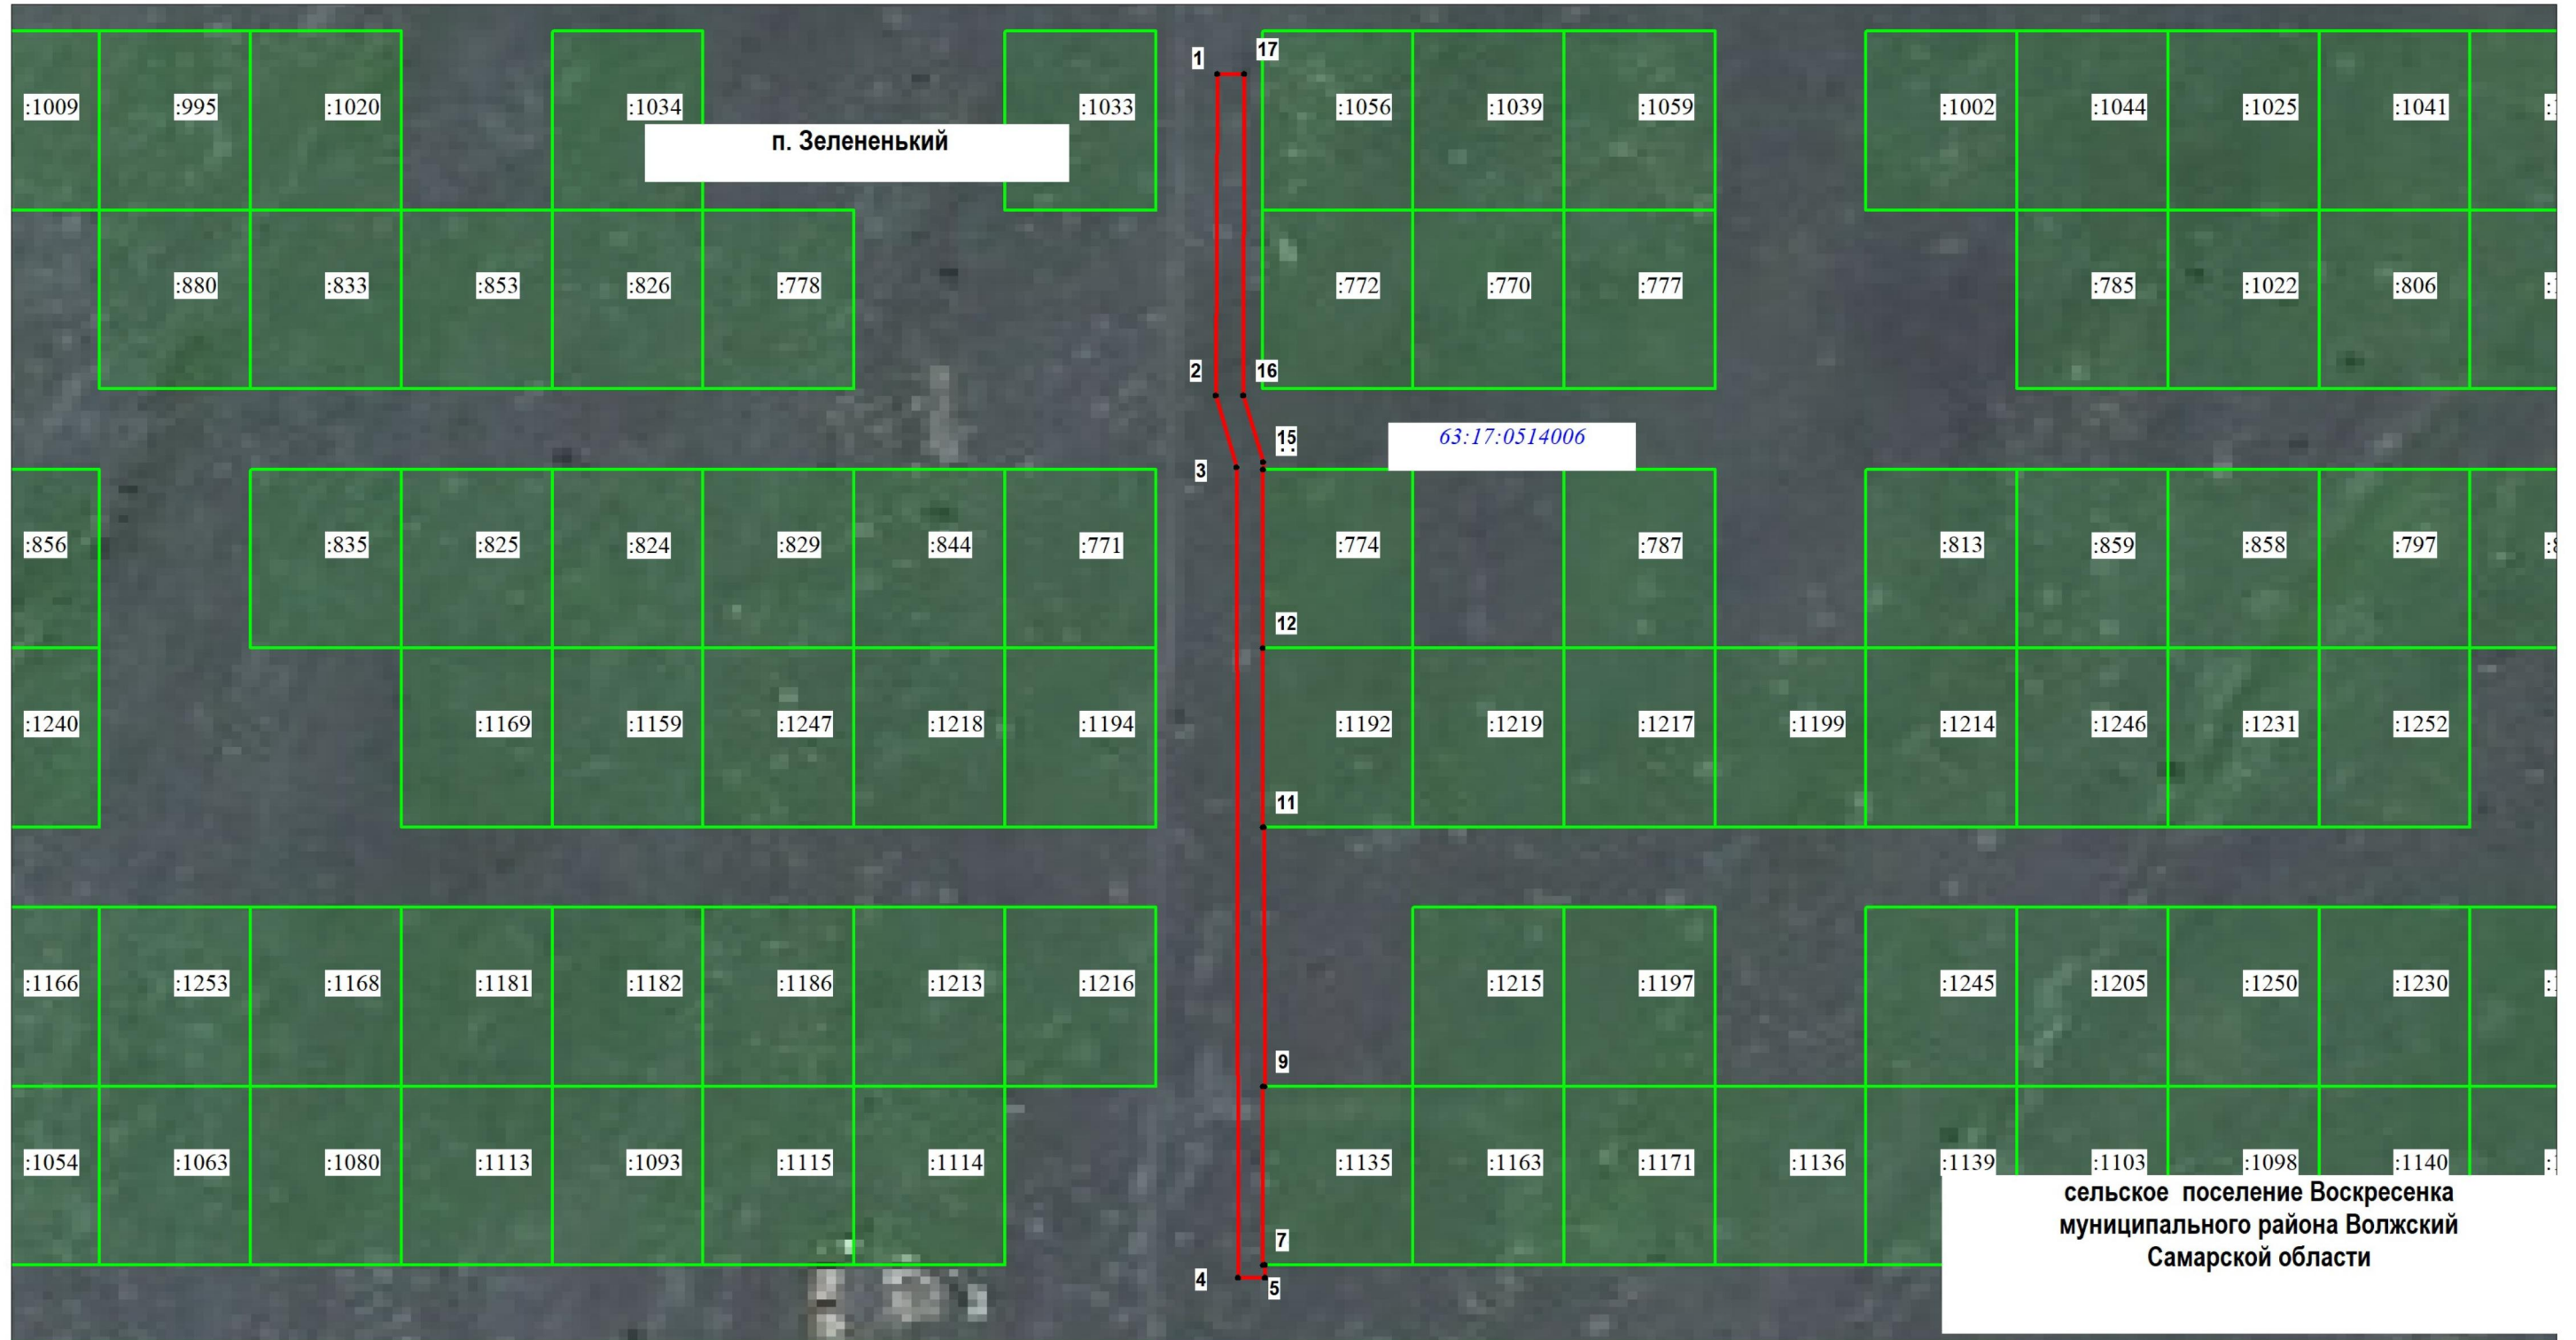 1
17
:1009 :995 :1020 :1034 :1033 :1056 :1039 :1059 :1002 :1044 :1025 :1041
п. Зелененький
:880 :833 :853 :826 :778 :772 :770 :777 :785 :1022 :806
2 16
15
63:17:0514006
3
:856 :835 :825 :824 :829 :844 :771 :774 :787 :813 :859 :858 :797
12
:1240 :1169 :1159 :1247 :1218 :1194 :1192 :1219 :1217 :1199 :1214 :1246 :1231 :1252
11
:1166 :1253 :1168 :1181 :1182 :1186 :1213 :1216 :1215 :1197 :1245 :1205 :1250 :1230
9
:1054 :1063 :1080 :1113 :1093 :1115 :1114 :1135 :1163 :1171 :1136 :1139 :1103 :1098 :1140
7
4 5
сельское поселение Воскресенка
муниципального района Волжский
Самарской области